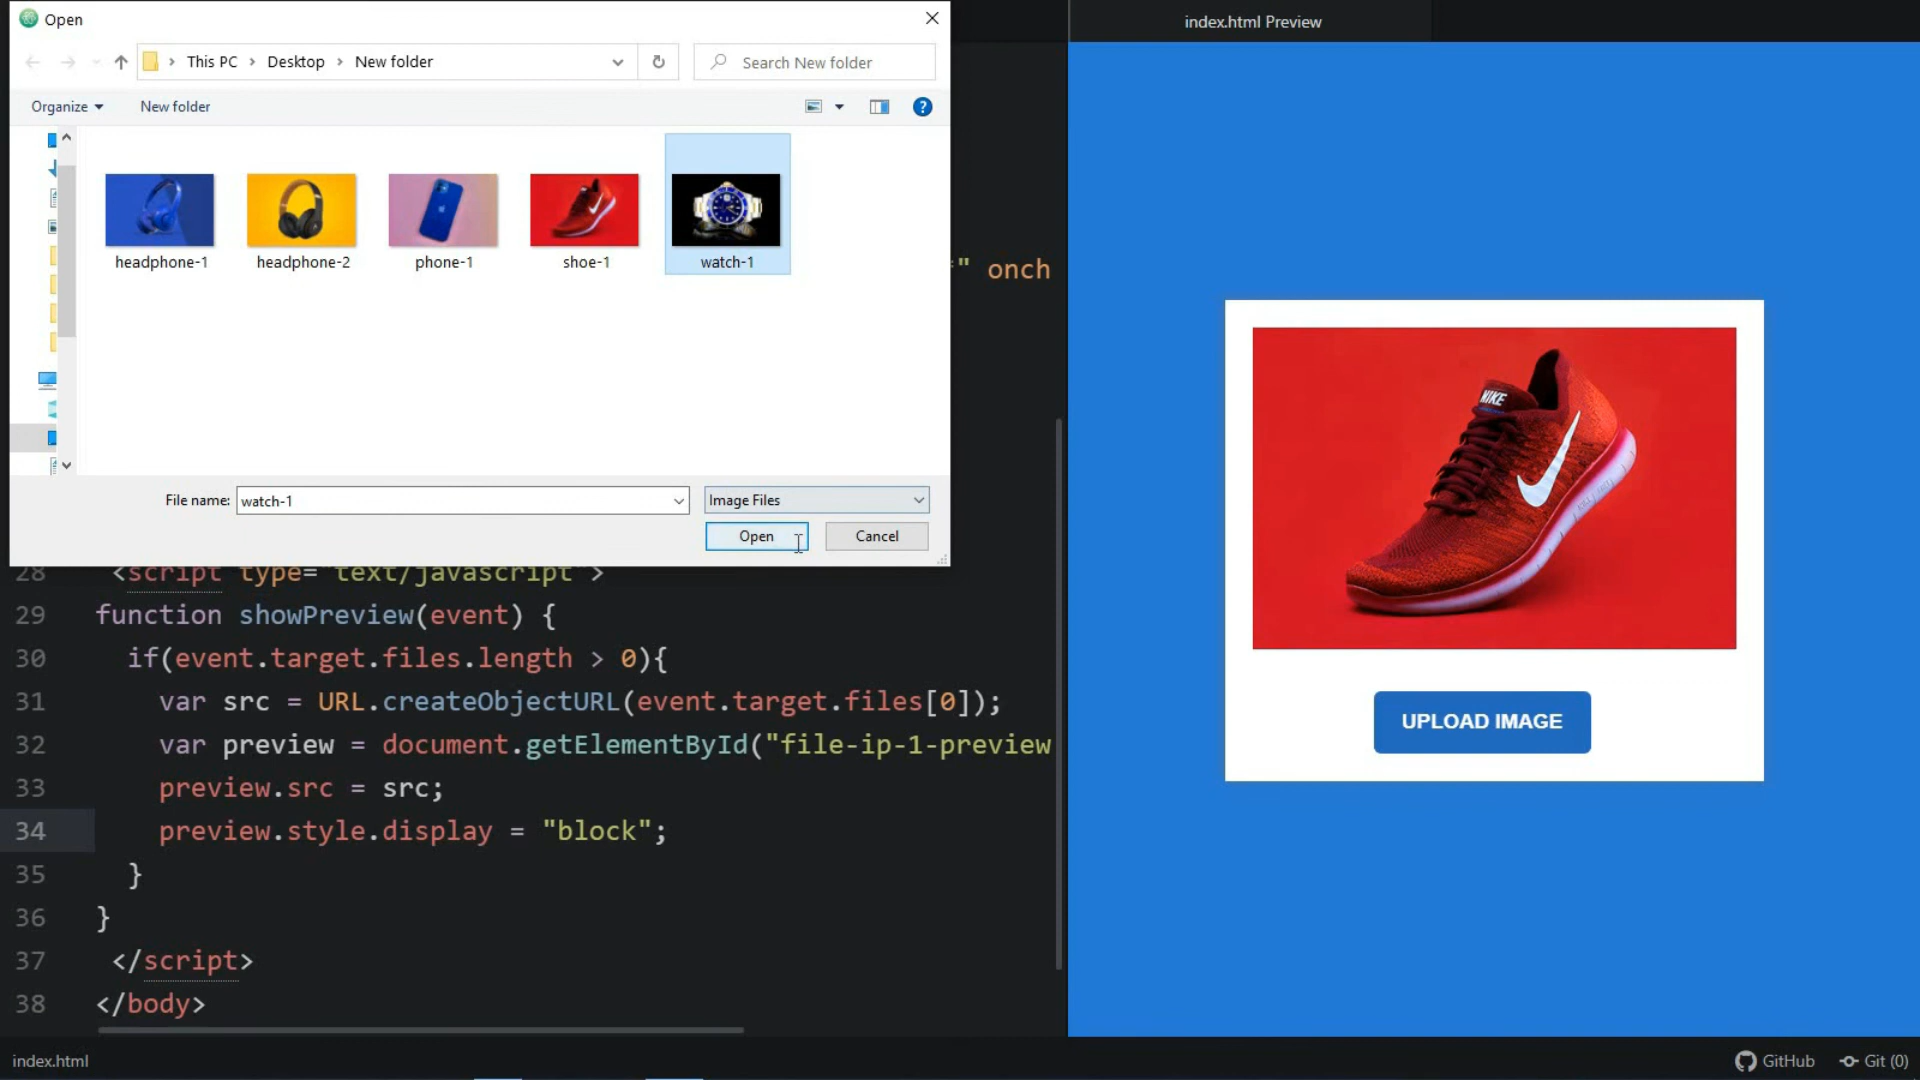 Open
index.html Preview
This PC > Desktop > New folder
Search New folder
Organize
New folder
headphone-1
headphone-2
phone-1
shoe-1
watch-1
" onch
NIKE
File name: watch-1
Image Files
Open
Cancel
UPLOAD IMAGE
28 <script type="text/javascript">
29 function showPreview(event) {
30 if(event.target.files.length > 0){
31 var src = URL.createObjectURL(event.target.files[0]);
32 var preview = document.getElementById("file-ip-1-preview
33 preview.src = src;
34 preview.style.display = "block";
35 }
36 }
37 </script>
38 </body>
index.html
GitHub
Git (0)